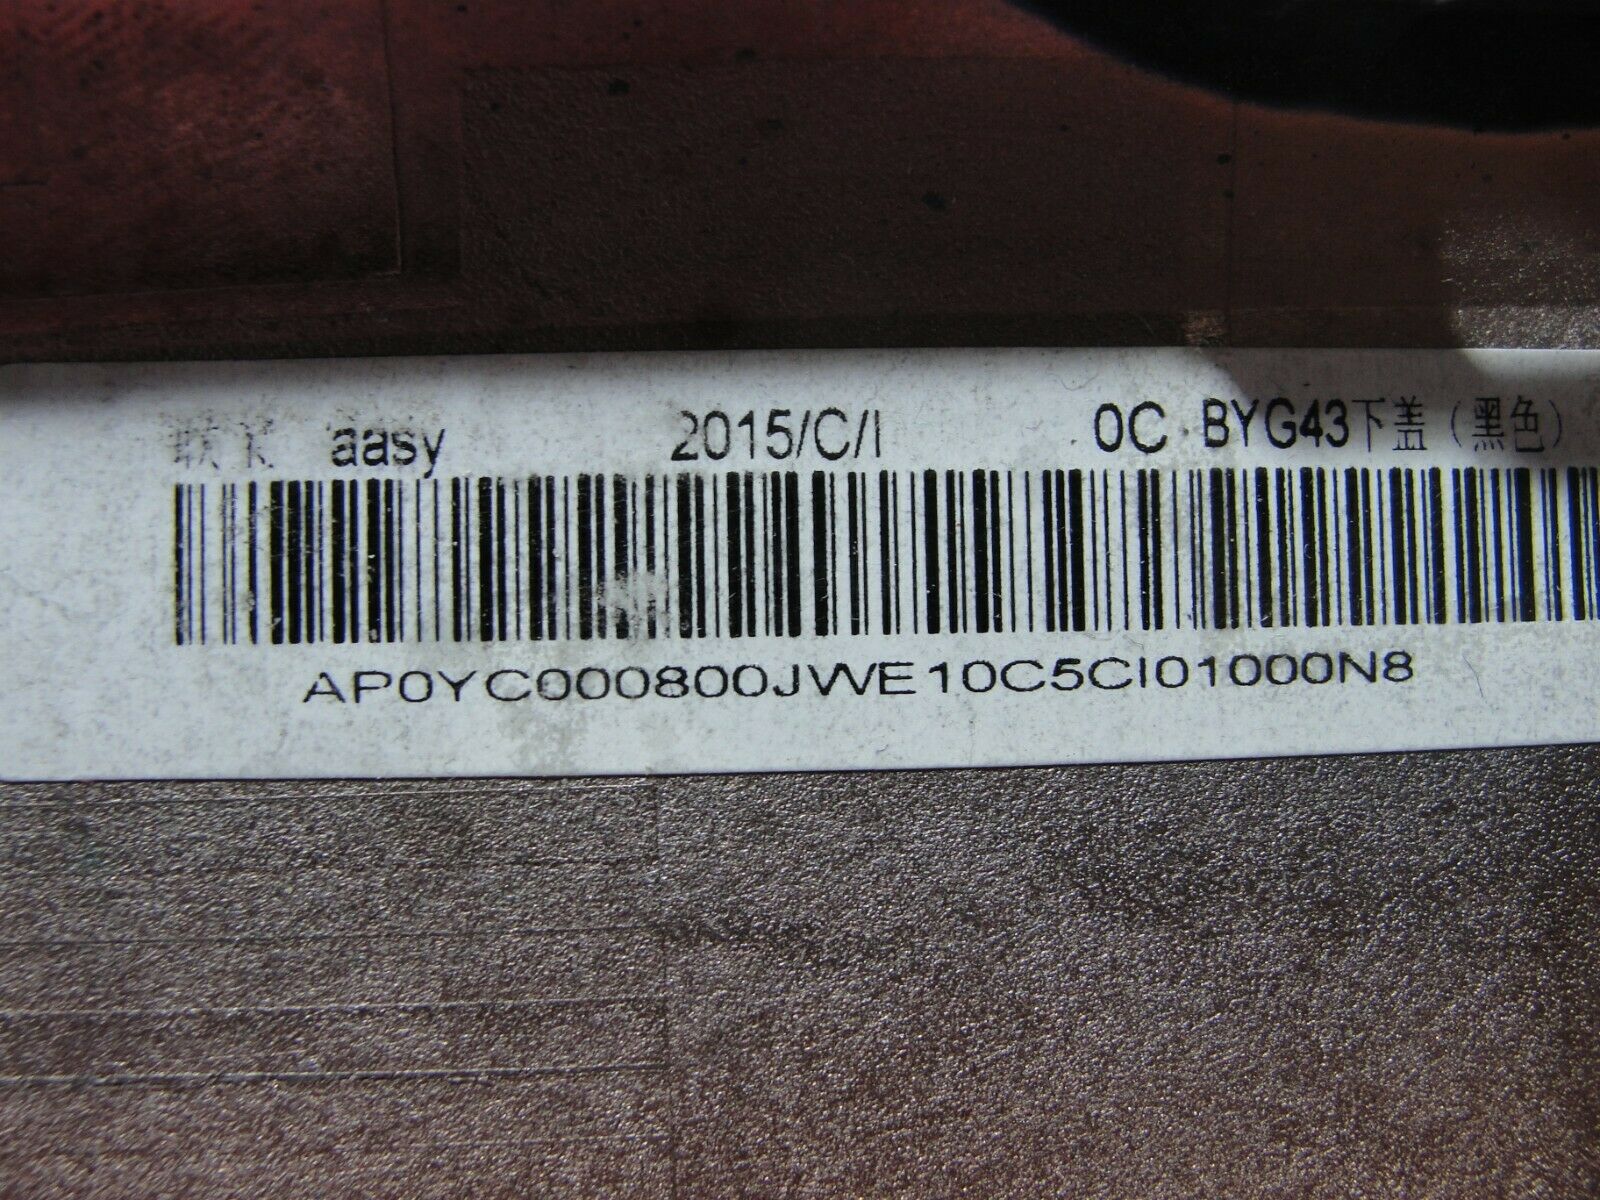 aasy 2015/C/I 0C BYG43下盖(黑色)
AP0YC000800JWE10C5CI01000N8